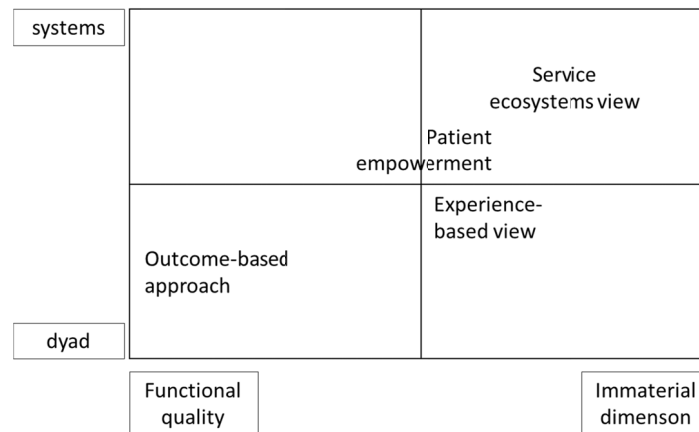 systems
Service
ecosystems view
Patient
empowerment
Experience-
based view
Outcome-based
approach
dyad
Functional
quality
Immaterial
dimenson